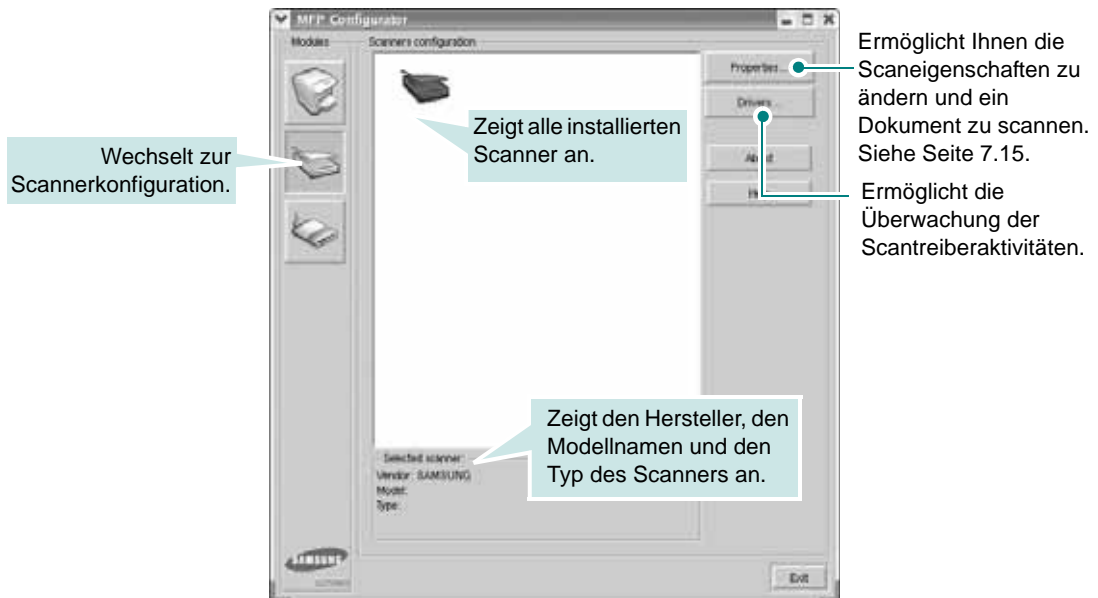 MFP Configurator
Modules
Scanners configuration
Properties...
Drivers...
About
Ermöglicht Ihnen die
Scaneigenschaften zu
ändern und ein
Dokument zu scannen.
Siehe Seite 7.15.
Ermöglicht die
Überwachung der
Scantreiberaktivitäten.
Wechselt zur
Scannerkonfiguration.
Zeigt alle installierten
Scanner an.
Zeigt den Hersteller, den
Modellnamen und den
Typ des Scanners an.
Selected scanner:
Vendor: SAMSUNG
Model:
Type:
Exit